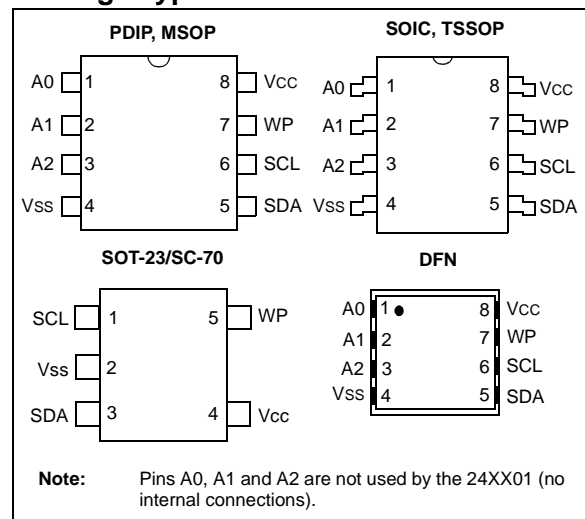 PDIP, MSOP
A0 1 8 VCC
A1 2 7 WP
A2 3 6 SCL
VSS 4 5 SDA
SOIC, TSSOP
A0 1 8 VCC
A1 2 7 WP
A2 3 6 SCL
VSS 4 5 SDA
SOT-23/SC-70
SCL 1 5 WP
Vss 2
SDA 3 4 Vcc
DFN
A0 1 8 VCC
A1 2 7 WP
A2 3 6 SCL
VSS 4 5 SDA
Note: Pins A0, A1 and A2 are not used by the 24XX01 (no
internal connections).